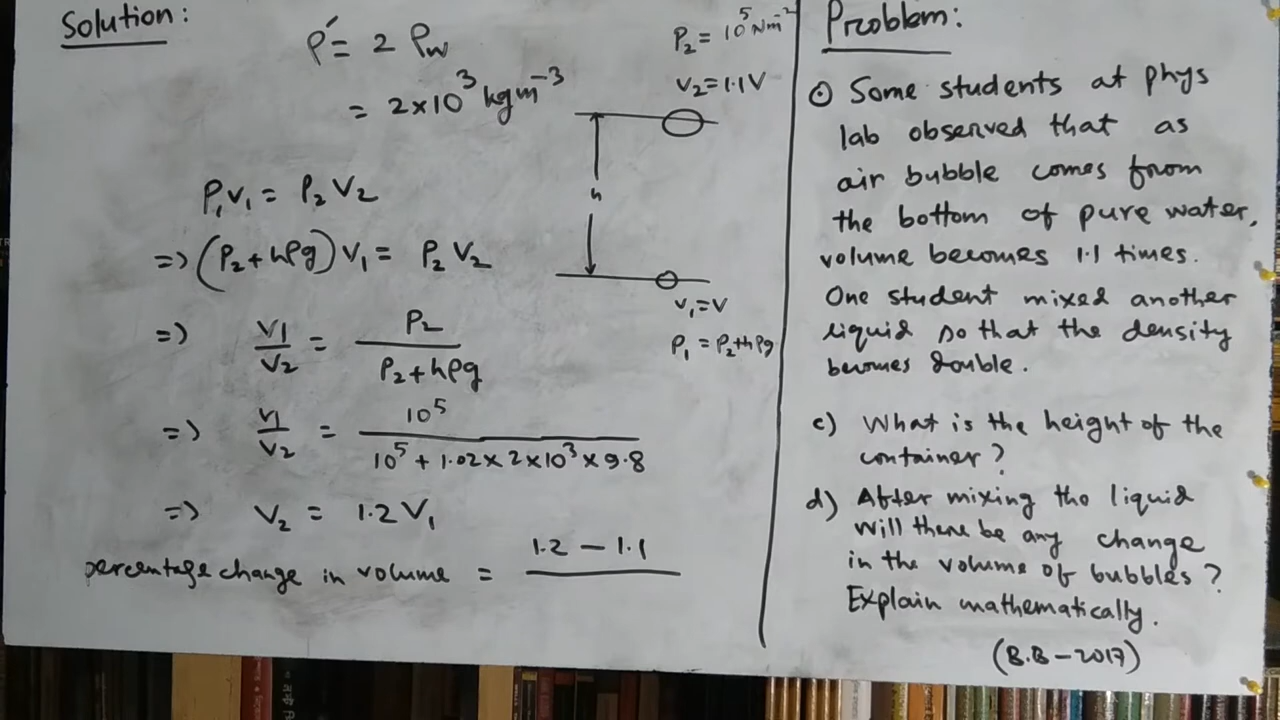 Solution:
ρ′ = 2 ρw
= 2×10³ kgm⁻³
P₁V₁ = P₂V₂
=> (P₂+hρg)V₁ = P₂V₂
=> V₁/V₂ = P₂/(P₂+hρg)
=> V₁/V₂ = 10⁵/(10⁵+1.02×2×10³×9.8)
=> V₂ = 1.2V₁
percentage change in volume = 1.2 − 1.1
P₂ = 10⁵Nm⁻²
V₂=1.1V
h
V₁=V
P₁ = P₂+hρg
Problem:
Some students at phys
lab observed that as
air bubble comes from
the bottom of pure water,
volume becomes 1.1 times.
One student mixed another
liquid so that the density
becomes double.
c) What is the height of the
container?
d) After mixing the liquid
will there be any change
in the volume of bubbles?
Explain mathematically.
(B.B-2017)